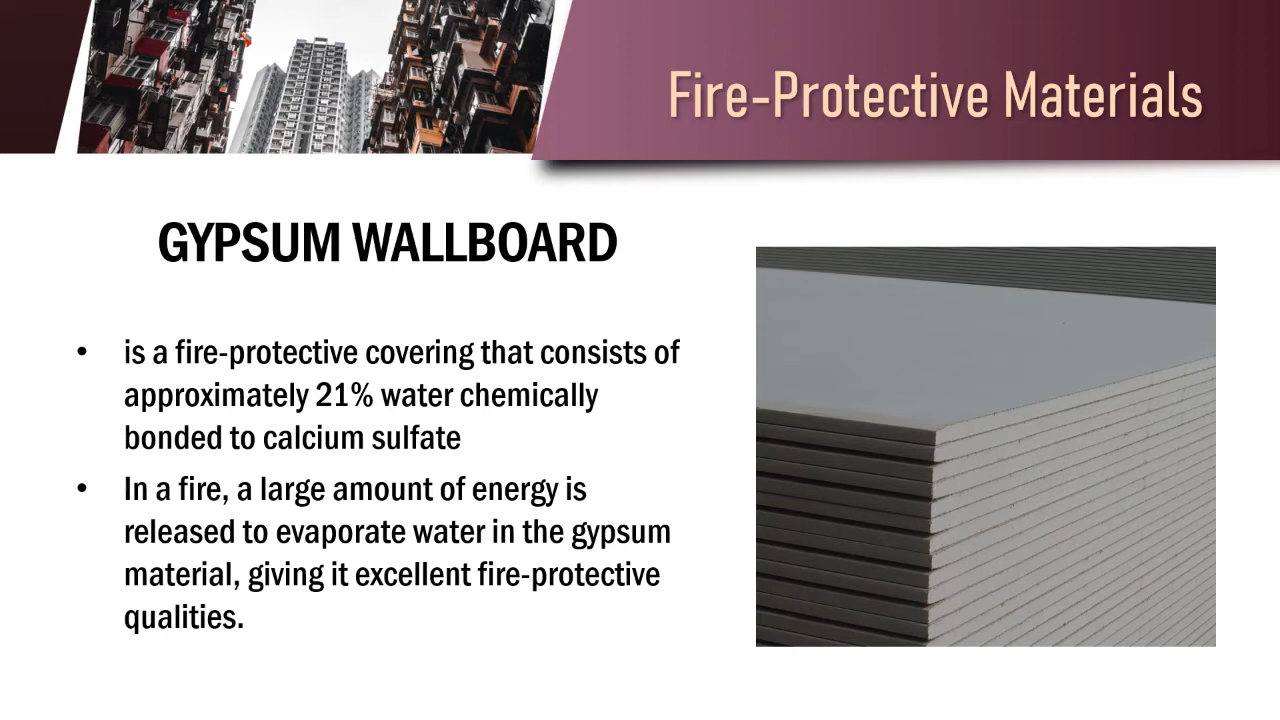 Fire-Protective Materials
GYPSUM WALLBOARD
• is a fire-protective covering that consists of
approximately 21% water chemically
bonded to calcium sulfate
• In a fire, a large amount of energy is
released to evaporate water in the gypsum
material, giving it excellent fire-protective
qualities.